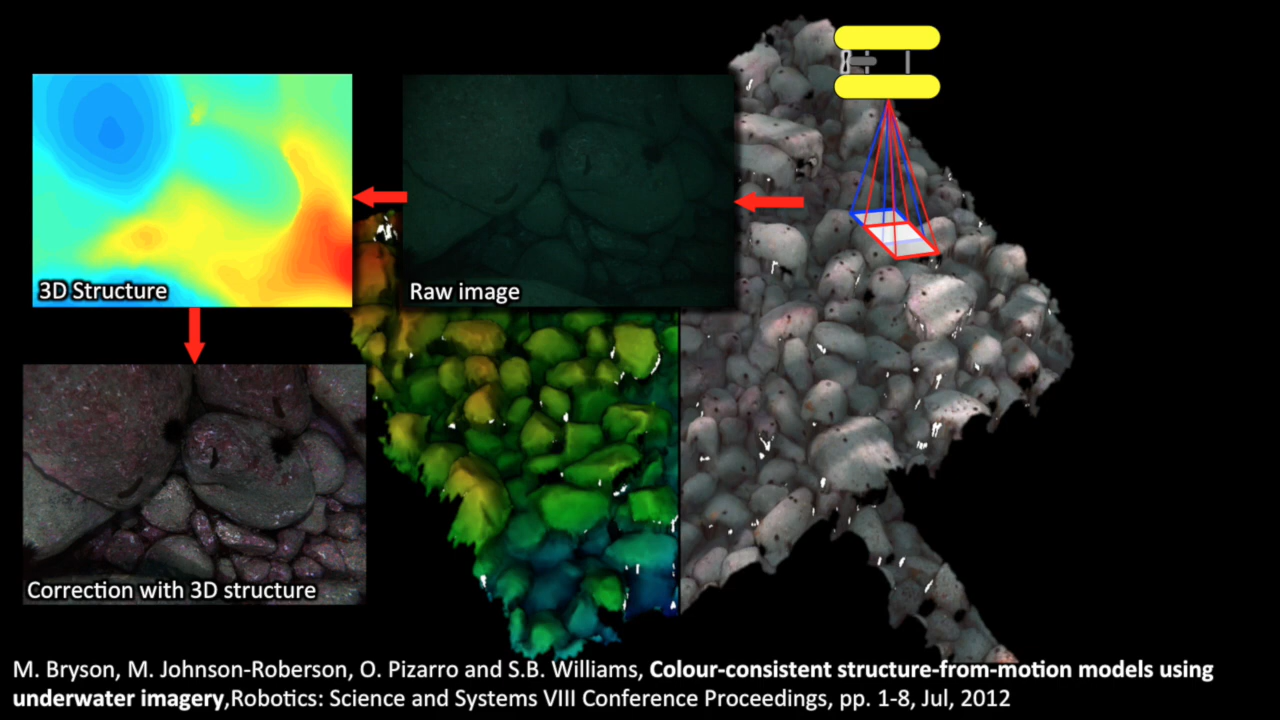 3D Structure
Raw image
Correction with 3D structure
M. Bryson, M. Johnson-Roberson, O. Pizarro and S.B. Williams, Colour-consistent structure-from-motion models using
underwater imagery,Robotics: Science and Systems VIII Conference Proceedings, pp. 1-8, Jul, 2012